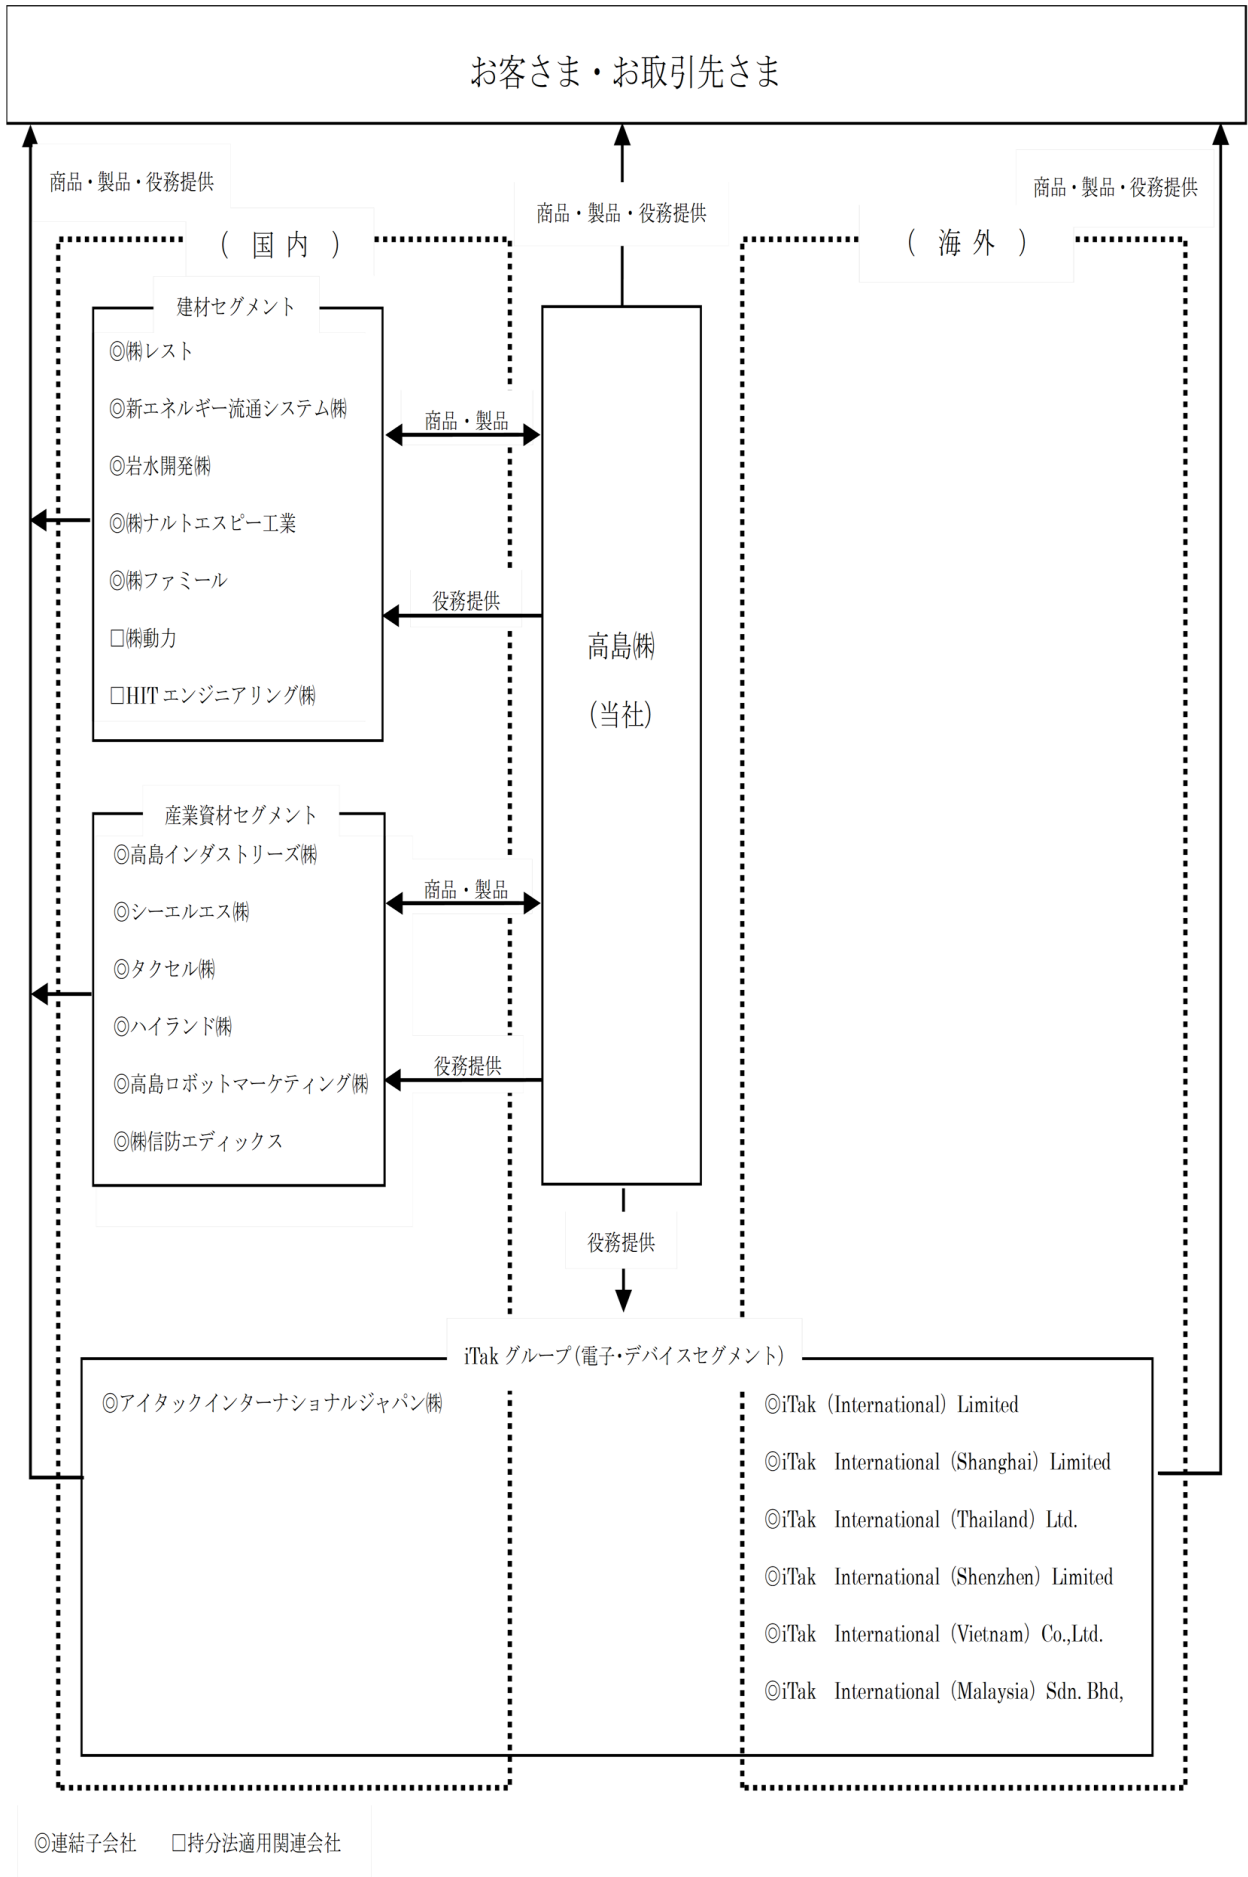 お客さま・お取引先さま
商品・製品・役務提供
商品・製品・役務提供
商品・製品・役務提供
( 国内 )
( 海外 )
建材セグメント
◎㈱レスト
◎新エネルギー流通システム㈱
◎岩水開発㈱
◎㈱ナルトエスピー工業
◎㈱ファミール
□㈱動力
□HITエンジニアリング㈱
商品・製品
役務提供
高島㈱
(当社)
産業資材セグメント
◎高島インダストリーズ㈱
◎シーエルエス㈱
◎タクセル㈱
◎ハイランド㈱
◎高島ロボットマーケティング㈱
◎㈱信防エディックス
商品・製品
役務提供
役務提供
iTakグループ(電子・デバイスセグメント)
◎アイタックインターナショナルジャパン㈱
◎iTak (International) Limited
◎iTak International (Shanghai) Limited
◎iTak International (Thailand) Ltd.
◎iTak International (Shenzhen) Limited
◎iTak International (Vietnam) Co.,Ltd.
◎iTak International (Malaysia) Sdn. Bhd,
◎連結子会社 □持分法適用関連会社